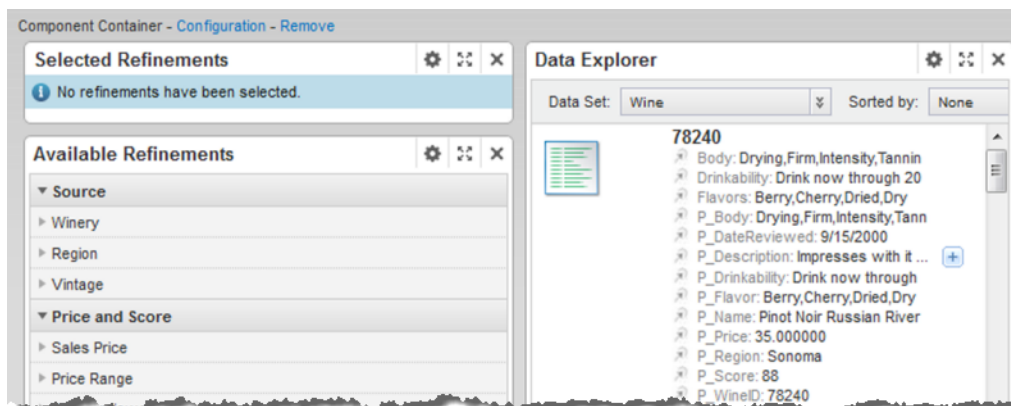 Component Container - Configuration - Remove
Selected Refinements
No refinements have been selected.
Available Refinements
Source
Winery
Region
Vintage
Price and Score
Sales Price
Price Range
Data Explorer
Data Set: Wine Sorted by: None
78240
Body: Drying,Firm,Intensity,Tannin
Drinkability: Drink now through 20
Flavors: Berry,Cherry,Dried,Dry
P_Body: Drying,Firm,Intensity,Tann
P_DateReviewed: 9/15/2000
P_Description: Impresses with it ...
P_Drinkability: Drink now through
P_Flavor: Berry,Cherry,Dried,Dry
P_Name: Pinot Noir Russian River
P_Price: 35.000000
P_Region: Sonoma
P_Score: 88
P_WineID: 78240